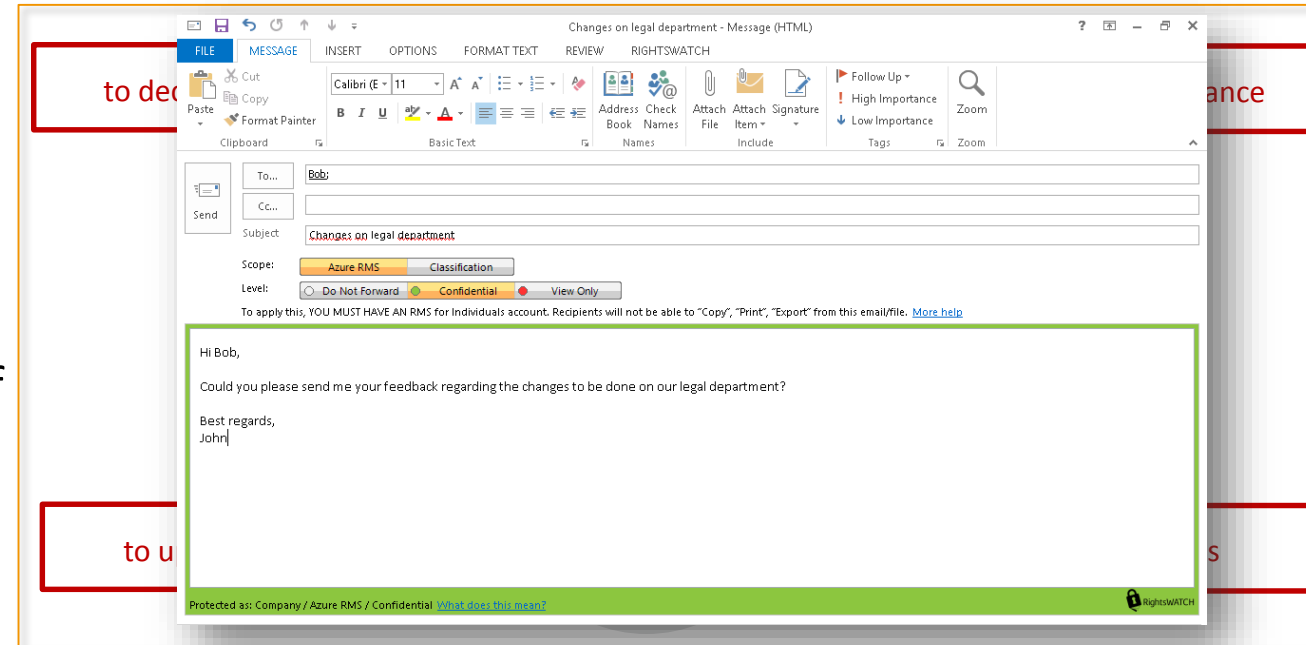 Changes on legal department - Message (HTML)
FILE MESSAGE INSERT OPTIONS FORMAT TEXT REVIEW RIGHTSWATCH
to dec
ance
Paste
Cut
Copy
Format Painter
Clipboard
Calibri (E 11
B I U
Basic Text
Address Book
Check Names
Names
Attach File
Attach Item
Signature
Include
Follow Up
High Importance
Low Importance
Tags
Zoom
Zoom
Send
To... Bob;
Cc...
Subject Changes on legal department
Scope: Azure RMS Classification
Level: Do Not Forward Confidential View Only
To apply this, YOU MUST HAVE AN RMS for Individuals account. Recipients will not be able to "Copy", "Print", "Export" from this email/file. More help
Hi Bob,
Could you please send me your feedback regarding the changes to be done on our legal department?
Best regards,
John
to u
s
Protected as: Company / Azure RMS / Confidential What does this mean?
RightsWATCH